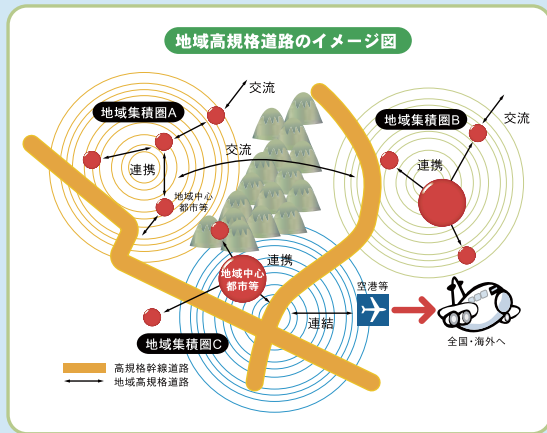 地域高規格道路のイメージ図
交流
地域集積圏A
地域集積圏B
交流
交流
連携
連携
地域中心
都市等
連携
地域中心
都市等
空港等
連結
全国・海外へ
地域集積圏C
高規格幹線道路
地域高規格道路